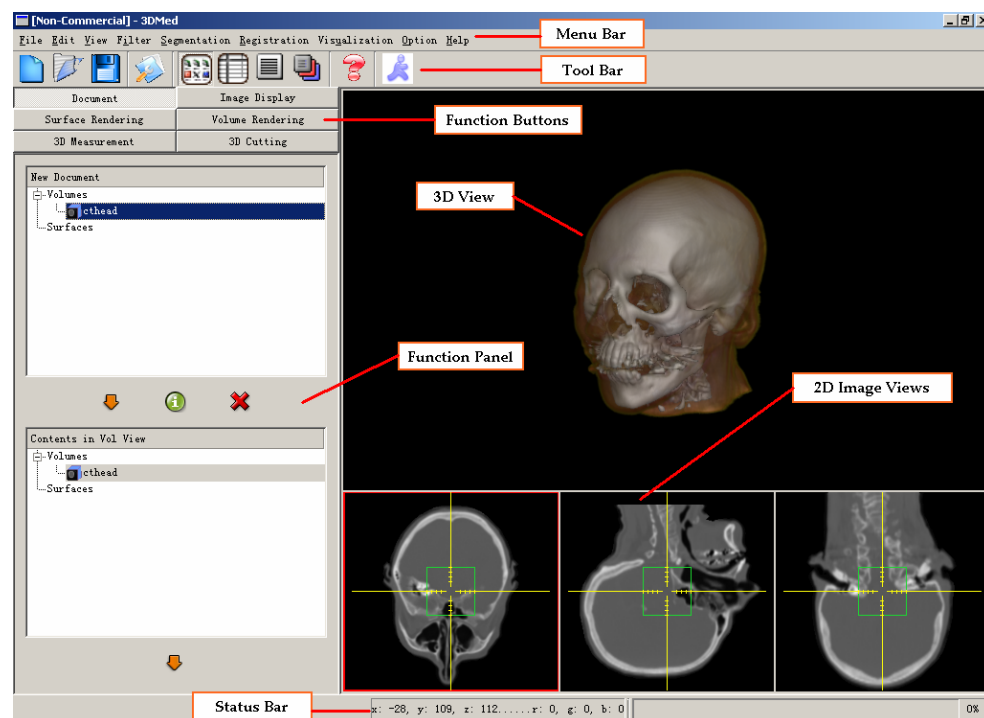 [Non-Commercial] - 3DMed
File Edit View Filter Segmentation Registration Visualization Option Help
Menu Bar
Tool Bar
Document
Image Display
Surface Rendering
Volume Rendering
3D Measurement
3D Cutting
Function Buttons
New Document
Volumes
cthead
Surfaces
3D View
Function Panel
2D Image Views
Contents in Vol View
Volumes
cthead
Surfaces
Status Bar
x: -28, y: 109, z: 112......r: 0, g: 0, b: 0
0%